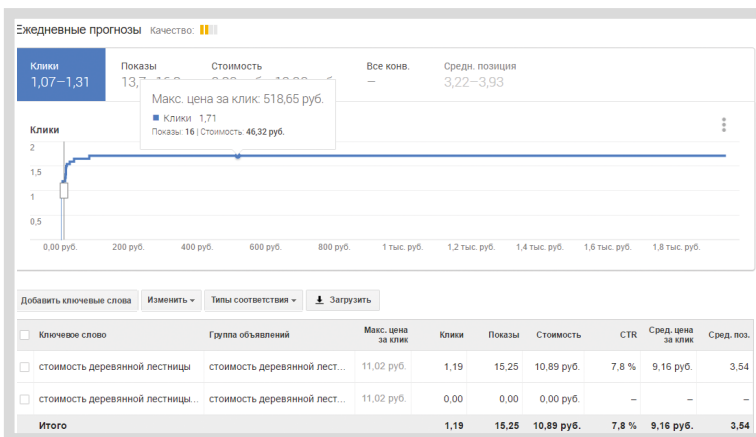 Ежедневные прогнозы Качество:
Клики Показы Стоимость Все конв. Средн. позиция
1,07–1,31 – 3,22–3,93
Макс. цена за клик: 518,65 руб.
Клики 1,71
Показы: 16 | Стоимость: 46,32 руб.
Клики
2
1,5
1
0,5
0,00 руб. 200 руб. 400 руб. 600 руб. 800 руб. 1 тыс. руб. 1,2 тыс. руб. 1,4 тыс. руб. 1,6 тыс. руб. 1,8 тыс. руб.
Добавить ключевые слова Изменить Типы соответствия Загрузить
Ключевое слово Группа объявлений Макс. цена за клик Клики Показы Стоимость CTR Сред. цена за клик Сред. поз.
стоимость деревянной лестницы стоимость деревянной лест... 11,02 руб. 1,19 15,25 10,89 руб. 7,8 % 9,16 руб. 3,54
стоимость деревянной лестницы... стоимость деревянной лест... 11,02 руб. 0,00 0,00 0,00 руб. – – –
Итого 1,19 15,25 10,89 руб. 7,8 % 9,16 руб. 3,54